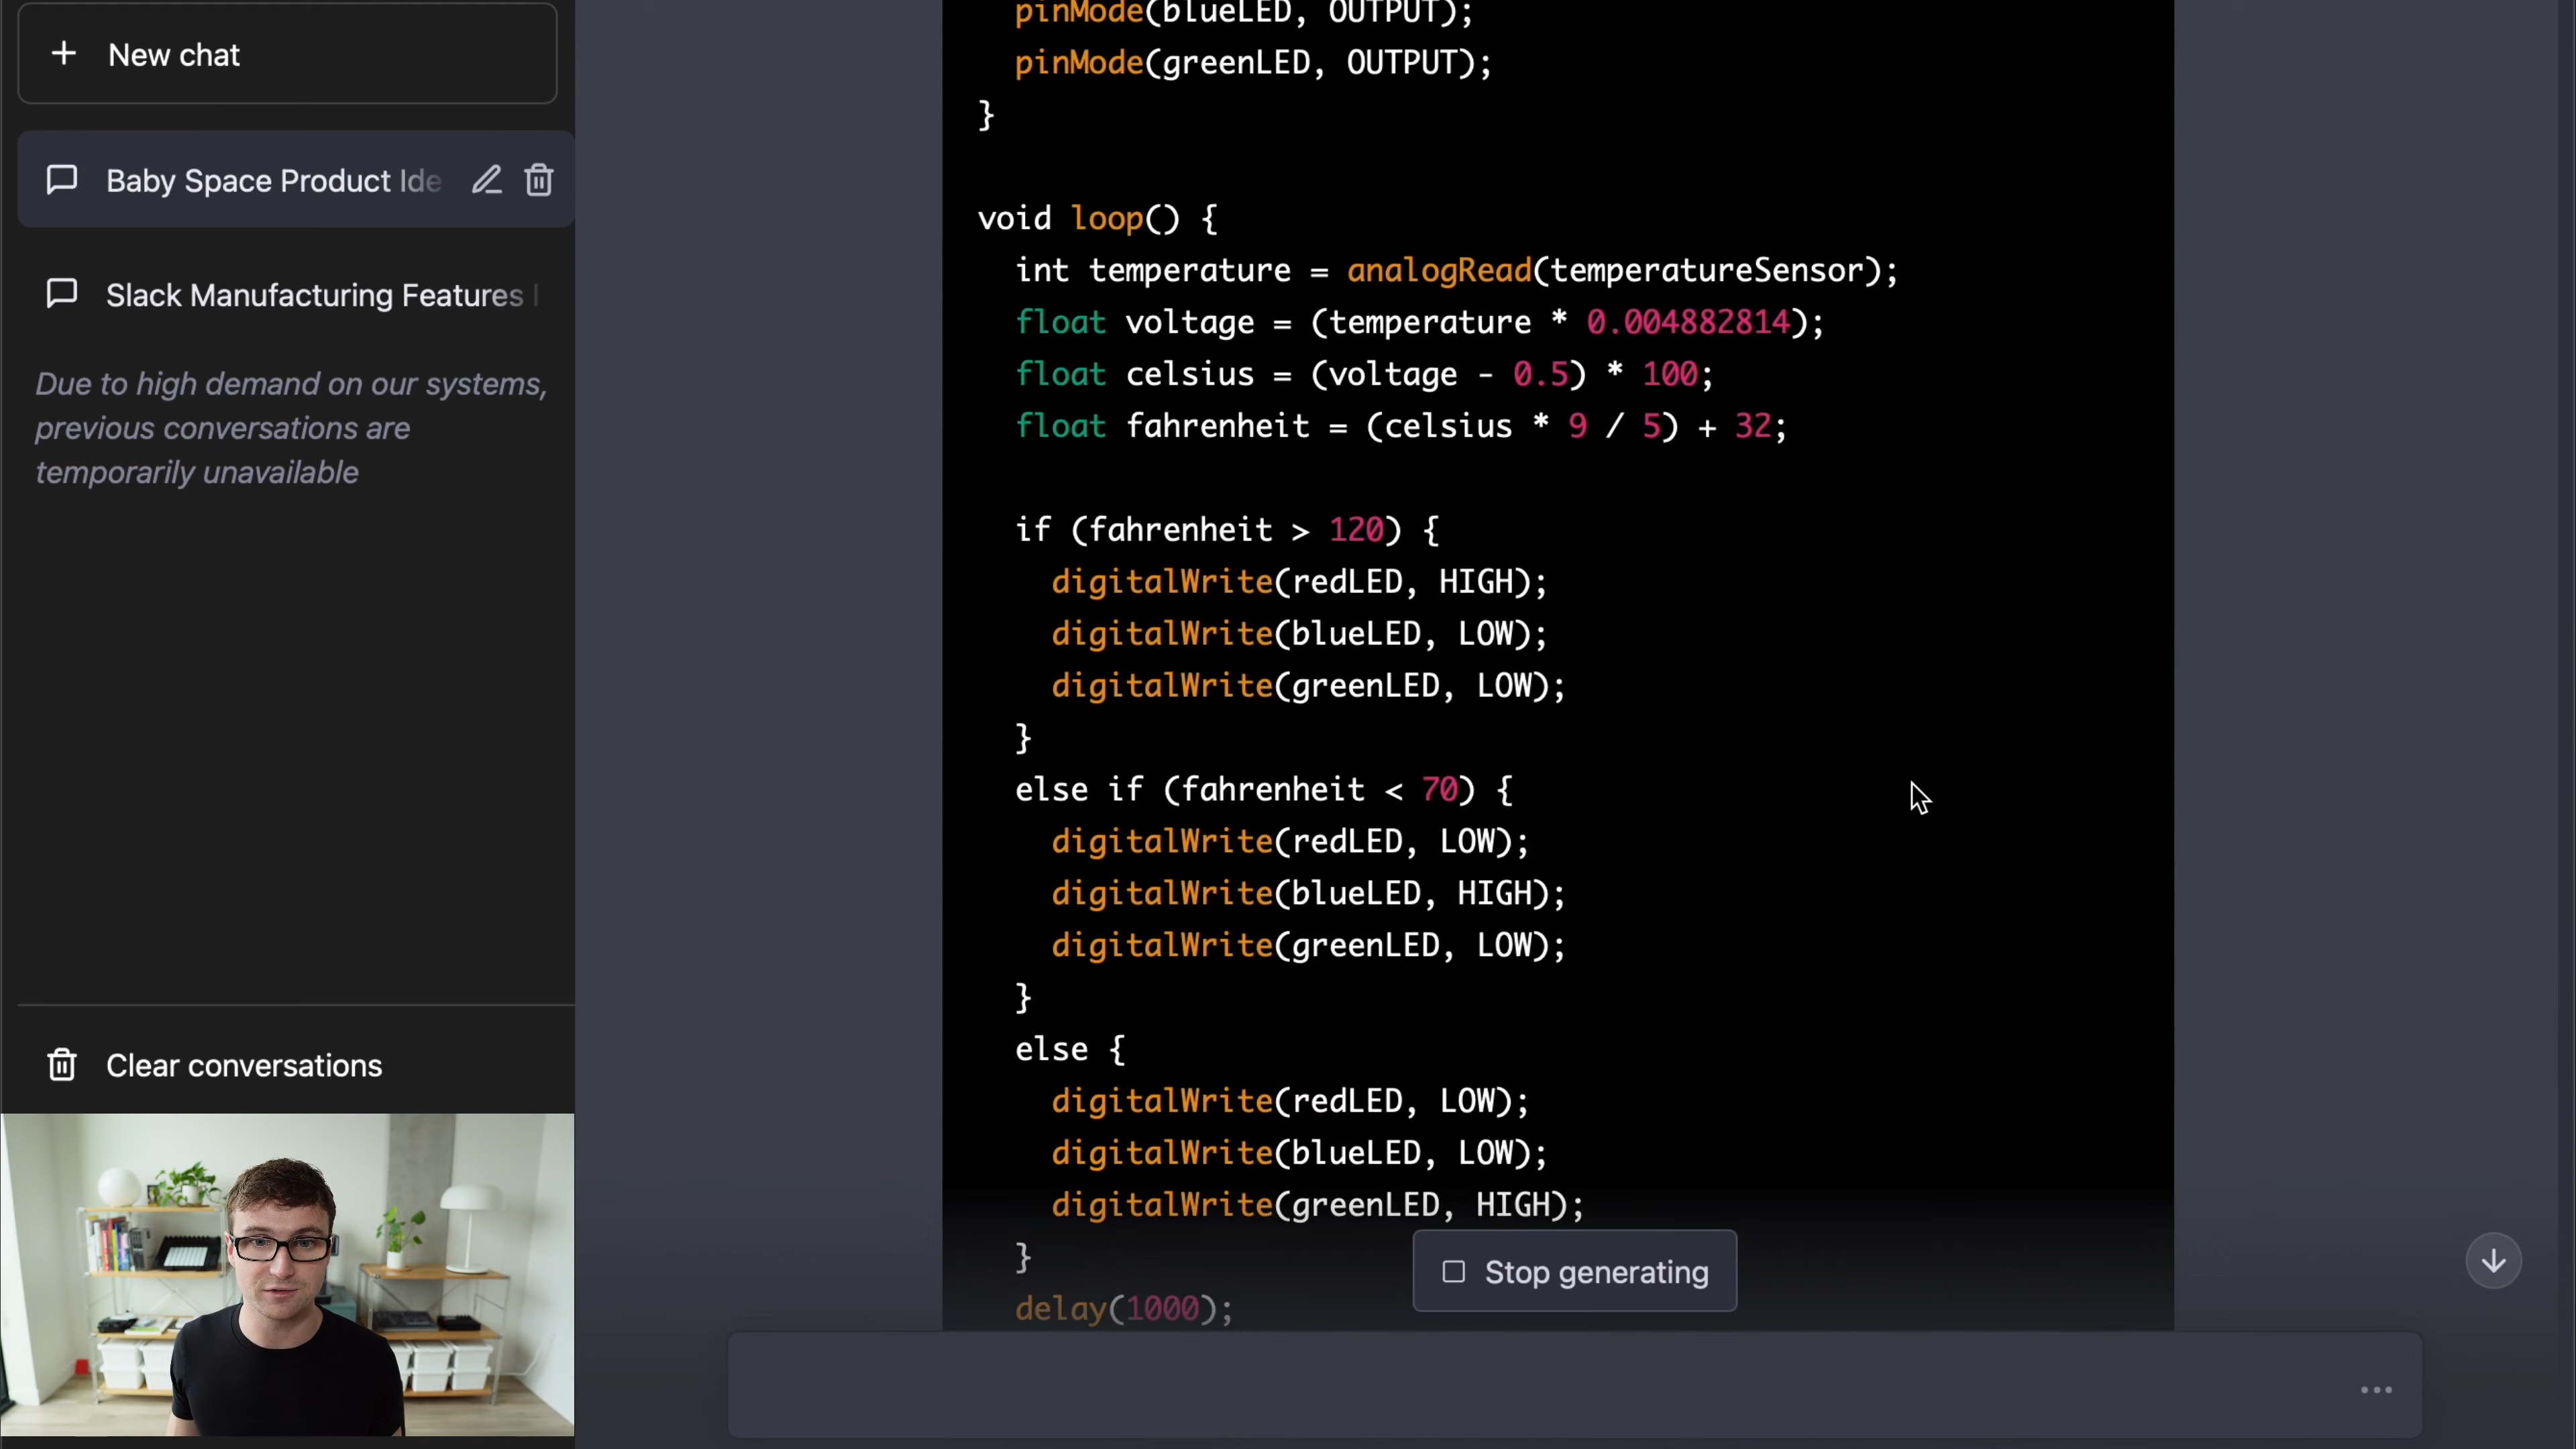 New chat
Baby Space Product Ide
Slack Manufacturing Features
Due to high demand on our systems,
previous conversations are
temporarily unavailable
Clear conversations
pinMode(blueLED, OUTPUT);
pinMode(greenLED, OUTPUT);
}
void loop() {
int temperature = analogRead(temperatureSensor);
float voltage = (temperature * 0.004882814);
float celsius = (voltage - 0.5) * 100;
float fahrenheit = (celsius * 9 / 5) + 32;
if (fahrenheit > 120) {
digitalWrite(redLED, HIGH);
digitalWrite(blueLED, LOW);
digitalWrite(greenLED, LOW);
}
else if (fahrenheit < 70) {
digitalWrite(redLED, LOW);
digitalWrite(blueLED, HIGH);
digitalWrite(greenLED, LOW);
}
else {
digitalWrite(redLED, LOW);
digitalWrite(blueLED, LOW);
digitalWrite(greenLED, HIGH);
}
delay(1000);
Stop generating